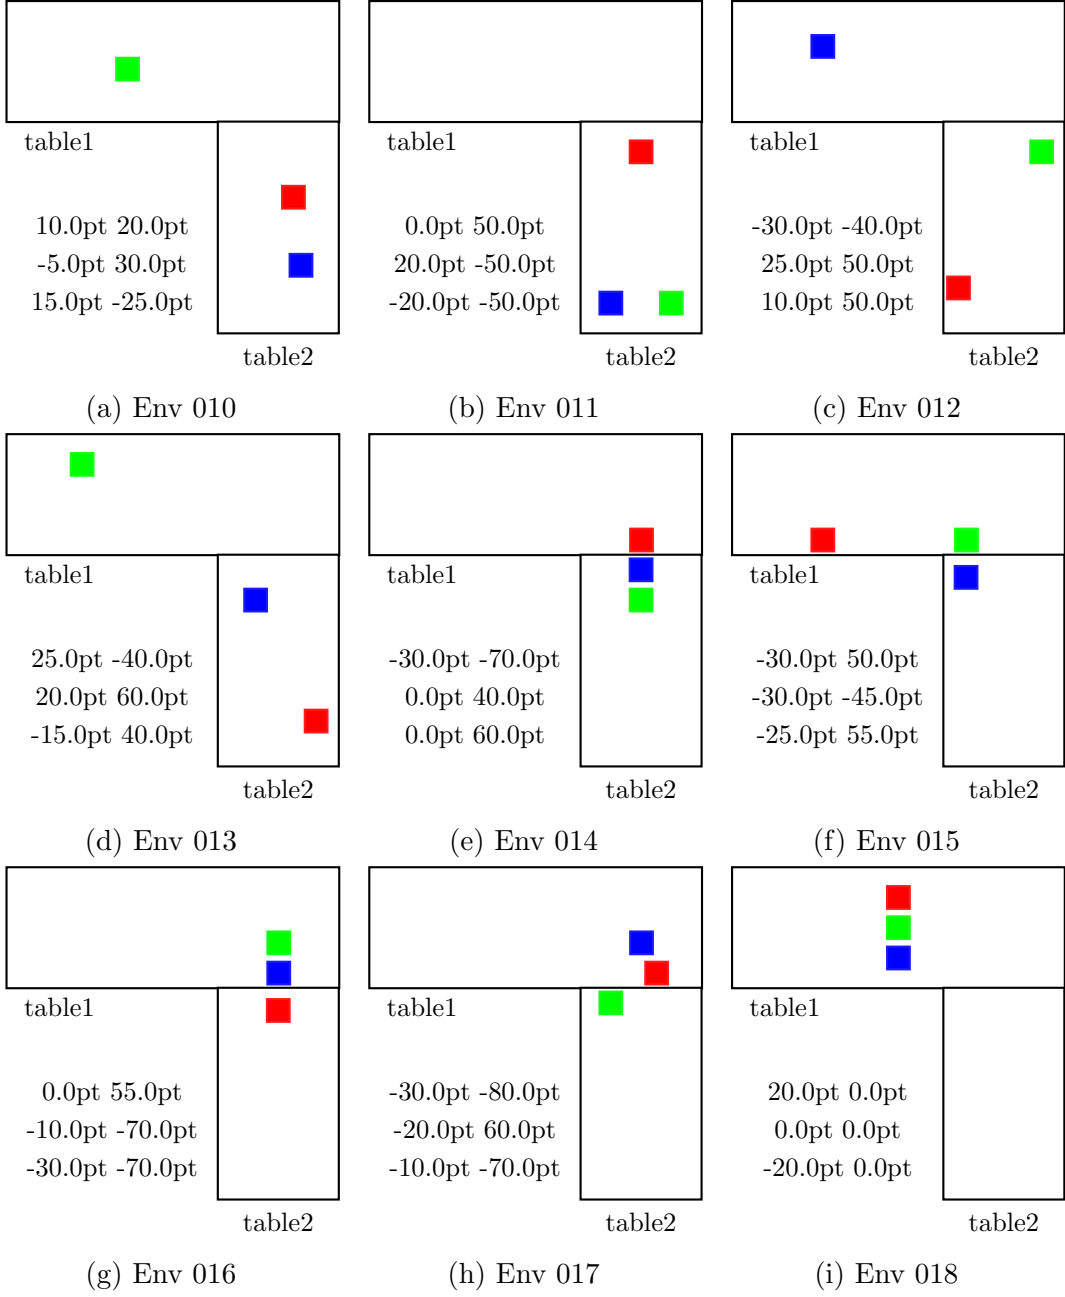 table1
10.0pt 20.0pt
-5.0pt 30.0pt
15.0pt -25.0pt
table2
(a) Env 010
table1
0.0pt 50.0pt
20.0pt -50.0pt
-20.0pt -50.0pt
table2
(b) Env 011
table1
-30.0pt -40.0pt
25.0pt 50.0pt
10.0pt 50.0pt
table2
(c) Env 012
table1
25.0pt -40.0pt
20.0pt 60.0pt
-15.0pt 40.0pt
table2
(d) Env 013
table1
-30.0pt -70.0pt
0.0pt 40.0pt
0.0pt 60.0pt
table2
(e) Env 014
table1
-30.0pt 50.0pt
-30.0pt -45.0pt
-25.0pt 55.0pt
table2
(f) Env 015
table1
0.0pt 55.0pt
-10.0pt -70.0pt
-30.0pt -70.0pt
table2
(g) Env 016
table1
-30.0pt -80.0pt
-20.0pt 60.0pt
-10.0pt -70.0pt
table2
(h) Env 017
table1
20.0pt 0.0pt
0.0pt 0.0pt
-20.0pt 0.0pt
table2
(i) Env 018